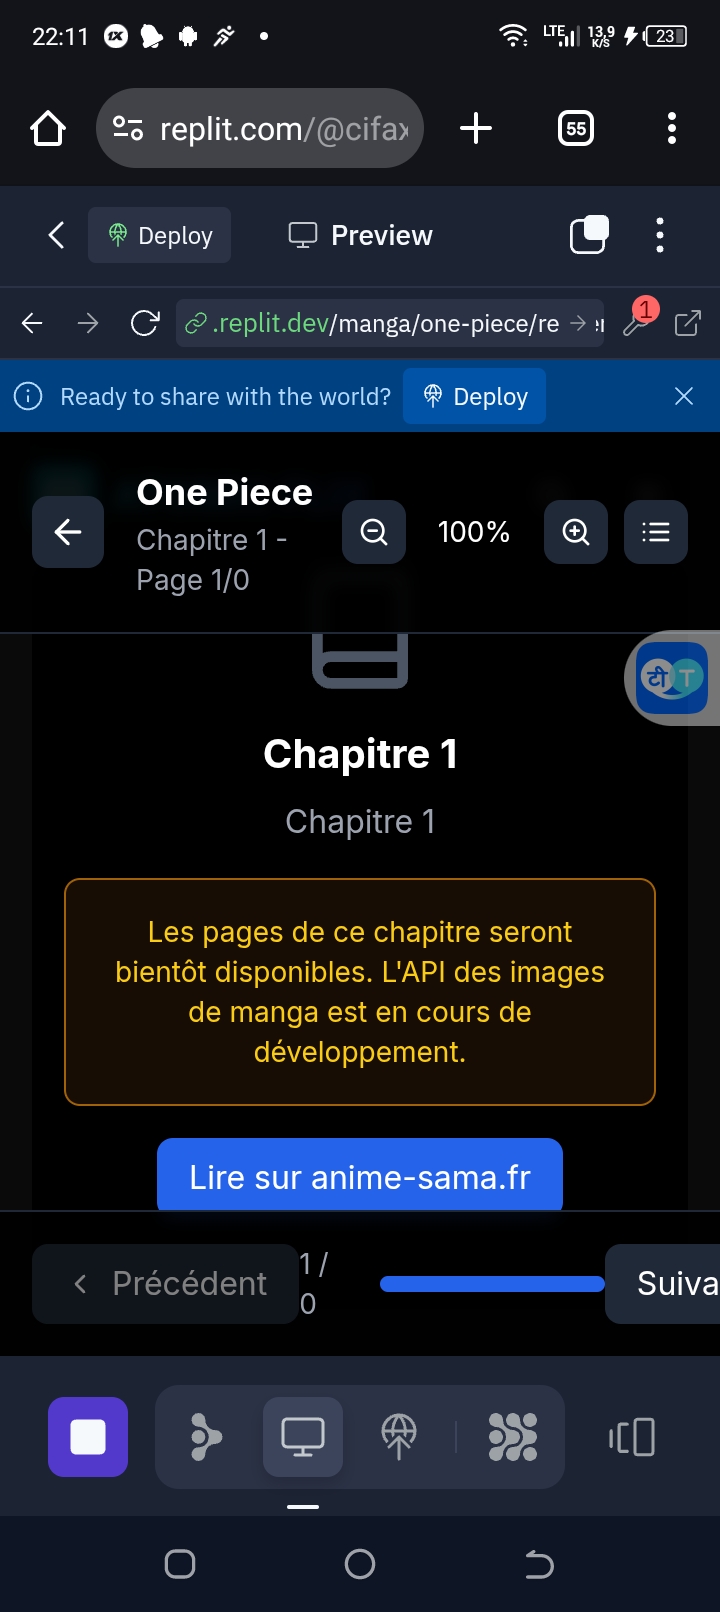 22:11
1X
LTE
13,9
K/S
23
replit.com/@cifax
55
Deploy
Preview
.replit.dev/manga/one-piece/re
1
Ready to share with the world?
Deploy
One Piece
Chapitre 1 -
Page 1/0
100%
टी T
Chapitre 1
Chapitre 1
Les pages de ce chapitre seront
bientôt disponibles. L'API des images
de manga est en cours de
développement.
Lire sur anime-sama.fr
Précédent
1 /
0
Suiva